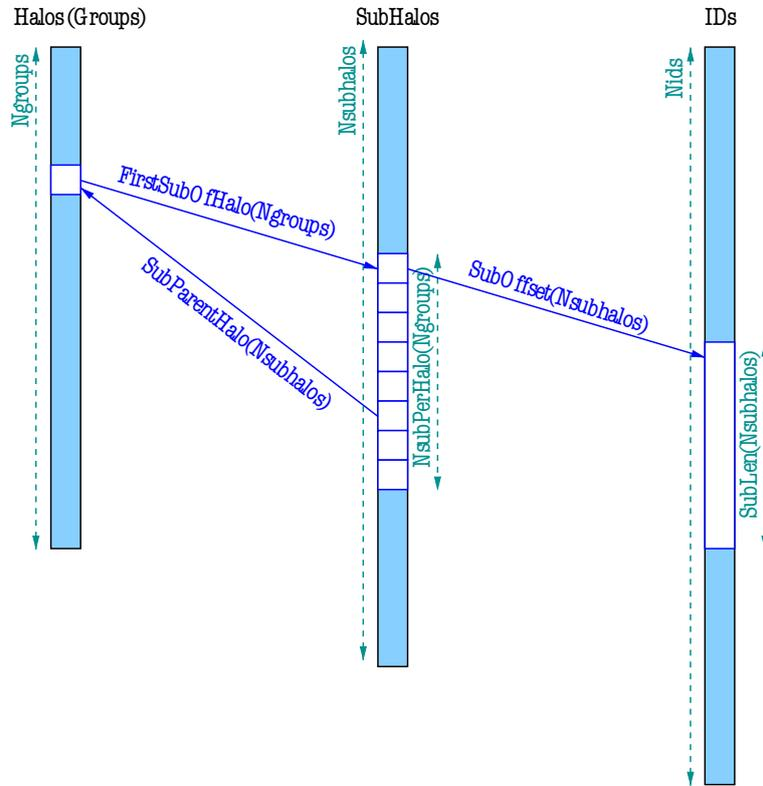 Halos (Groups)
SubHalos
IDs
Ngroups
Nsubhalos
Nids
FirstSubOfHalo(Ngroups)
SubParentHalo(Nsubhalos)
NsubPerHalo(Ngroups)
SubOffset(Nsubhalos)
SubLen(Nsubhalos)